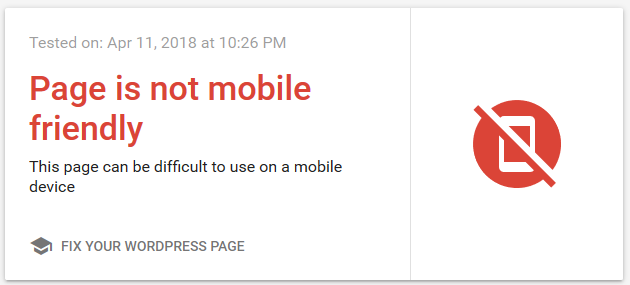 Tested on: Apr 11, 2018 at 10:26 PM
Page is not mobile
friendly
This page can be difficult to use on a mobile
device
FIX YOUR WORDPRESS PAGE